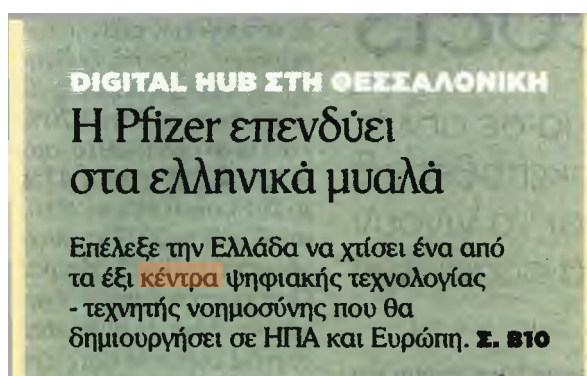 DIGITAL HUB ΣΤΗ ΘΕΣΣΑΛΟΝΙΚΗ
Η Pfizer επενδύει
στα ελληνικά μυαλά
Επέλεξε την Ελλάδα να χτίσει ένα από
τα έξι κέντρα ψηφιακής τεχνολογίας
- τεχνητής νοημοσύνης που θα
δημιουργήσει σε ΗΠΑ και Ευρώπη. Σ. Β10